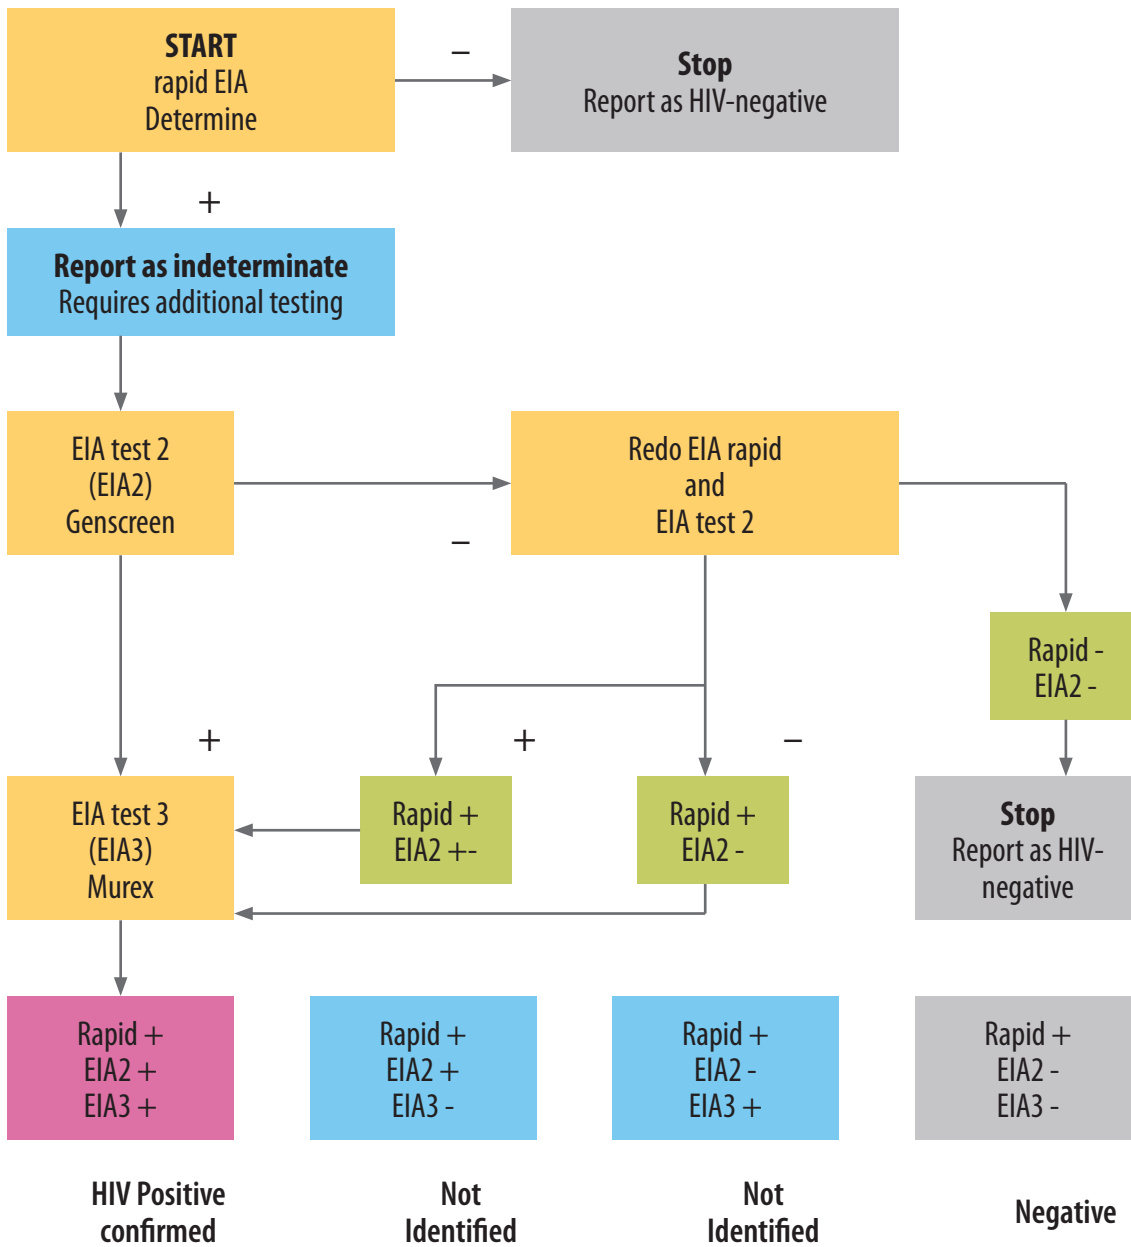 START
rapid EIA
Determine
–
Stop
Report as HIV-negative
+
Report as indeterminate
Requires additional testing
EIA test 2
(EIA2)
Genscreen
–
Redo EIA rapid
and
EIA test 2
Rapid -
EIA2 -
+
+
–
EIA test 3
(EIA3)
Murex
Rapid +
EIA2 +-
Rapid +
EIA2 -
Stop
Report as HIV-
negative
Rapid +
EIA2 +
EIA3 +
Rapid +
EIA2 +
EIA3 -
Rapid +
EIA2 -
EIA3 +
Rapid +
EIA2 -
EIA3 -
HIV Positive
confirmed
Not
Identified
Not
Identified
Negative